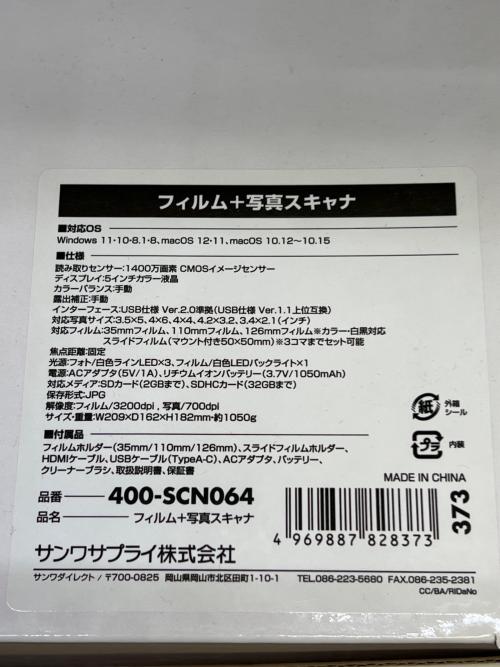 フィルム+写真スキャナ
■対応OS
Windows 11・10・8.1・8、macOS 12・11、macOS 10.12〜10.15
■仕様
読み取りセンサー:1400万画素 CMOSイメージセンサー
ディスプレイ:5インチカラー液晶
カラーバランス:手動
露出補正:手動
インターフェース:USB仕様 Ver.2.0準拠(USB仕様 Ver.1.1上位互換)
対応写真サイズ:3.5×5、4×6、4×4、4.2×3.2、3.4×2.1(インチ)
対応フィルム:35mmフィルム、110mmフィルム、126mmフィルム※カラー・白黒対応
スライドフィルム(マウント付き50×50mm)※3コマまでセット可能
焦点距離:固定
光源:フォト/白色ラインLED×3、フィルム/白色LEDバックライト×1
電源:ACアダプタ(5V/1A)、リチウムイオンバッテリー(3.7V/1050mAh)
対応メディア:SDカード(2GBまで)、SDHCカード(32GBまで)
保存形式:JPG
解像度:フィルム/3200dpi、写真/700dpi
サイズ・重量:W209×D162×H182mm・約1050g
■付属品
フィルムホルダー(35mm/110mm/126mm)、スライドフィルムホルダー、
HDMIケーブル、USBケーブル(TypeA-C)、ACアダプタ、バッテリー、
クリーナーブラシ、取扱説明書、保証書
紙
外箱
シール
プラ
内装
MADE IN CHINA
品番 400-SCN064
品名 フィルム+写真スキャナ
4 969887 828373
373
サンワサプライ株式会社
サンワダイレクト/〒700-0825 岡山県岡山市北区田町1-10-1 TEL.086-223-5680 FAX.086-235-2381
CC/BA/RIDaNo